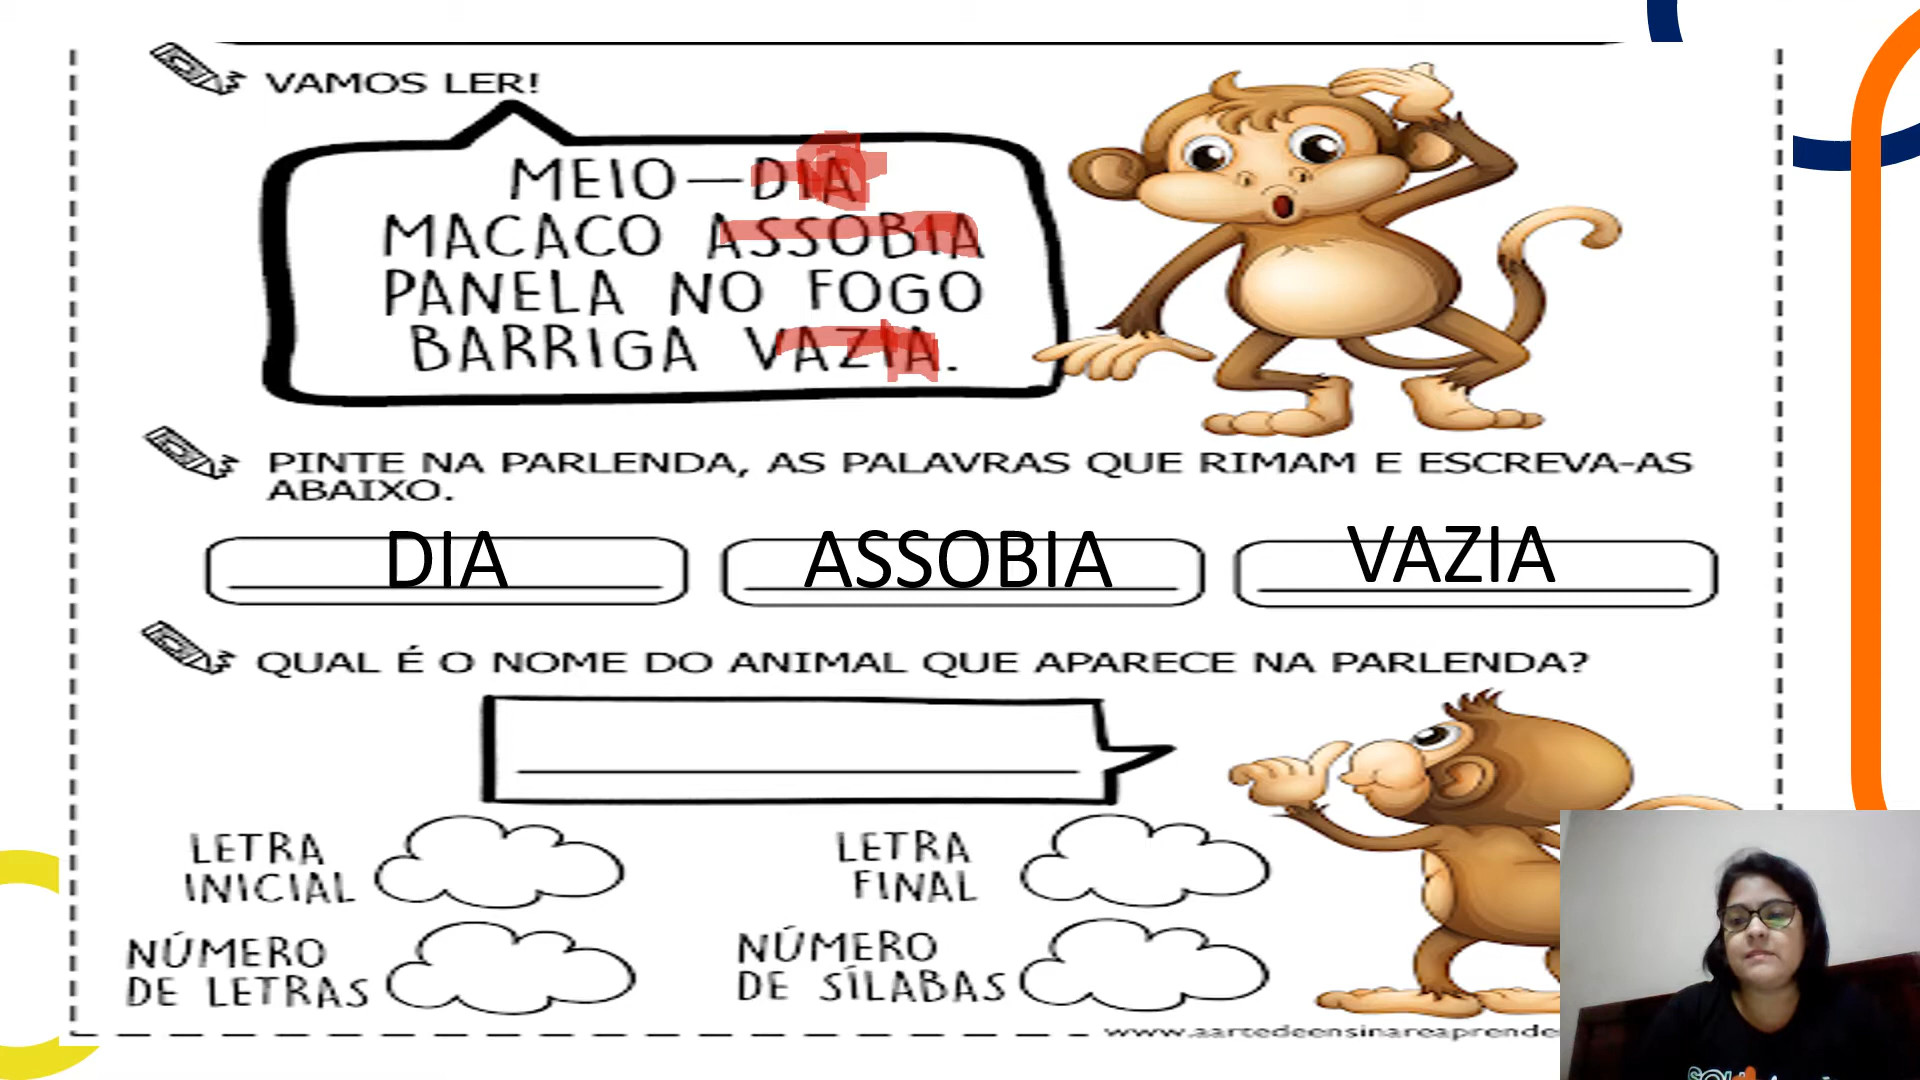 VAMOS LER!
MEIO—DIA
MACACO ASSOBIA
PANELA NO FOGO
BARRIGA VAZIA.
PINTE NA PARLENDA, AS PALAVRAS QUE RIMAM E ESCREVA-AS
ABAIXO.
DIA ASSOBIA VAZIA
QUAL É O NOME DO ANIMAL QUE APARECE NA PARLENDA?
LETRA
INICIAL
LETRA
FINAL
NÚMERO
DE LETRAS
NÚMERO
DE SÍLABAS
www.aartedeensinareaprende